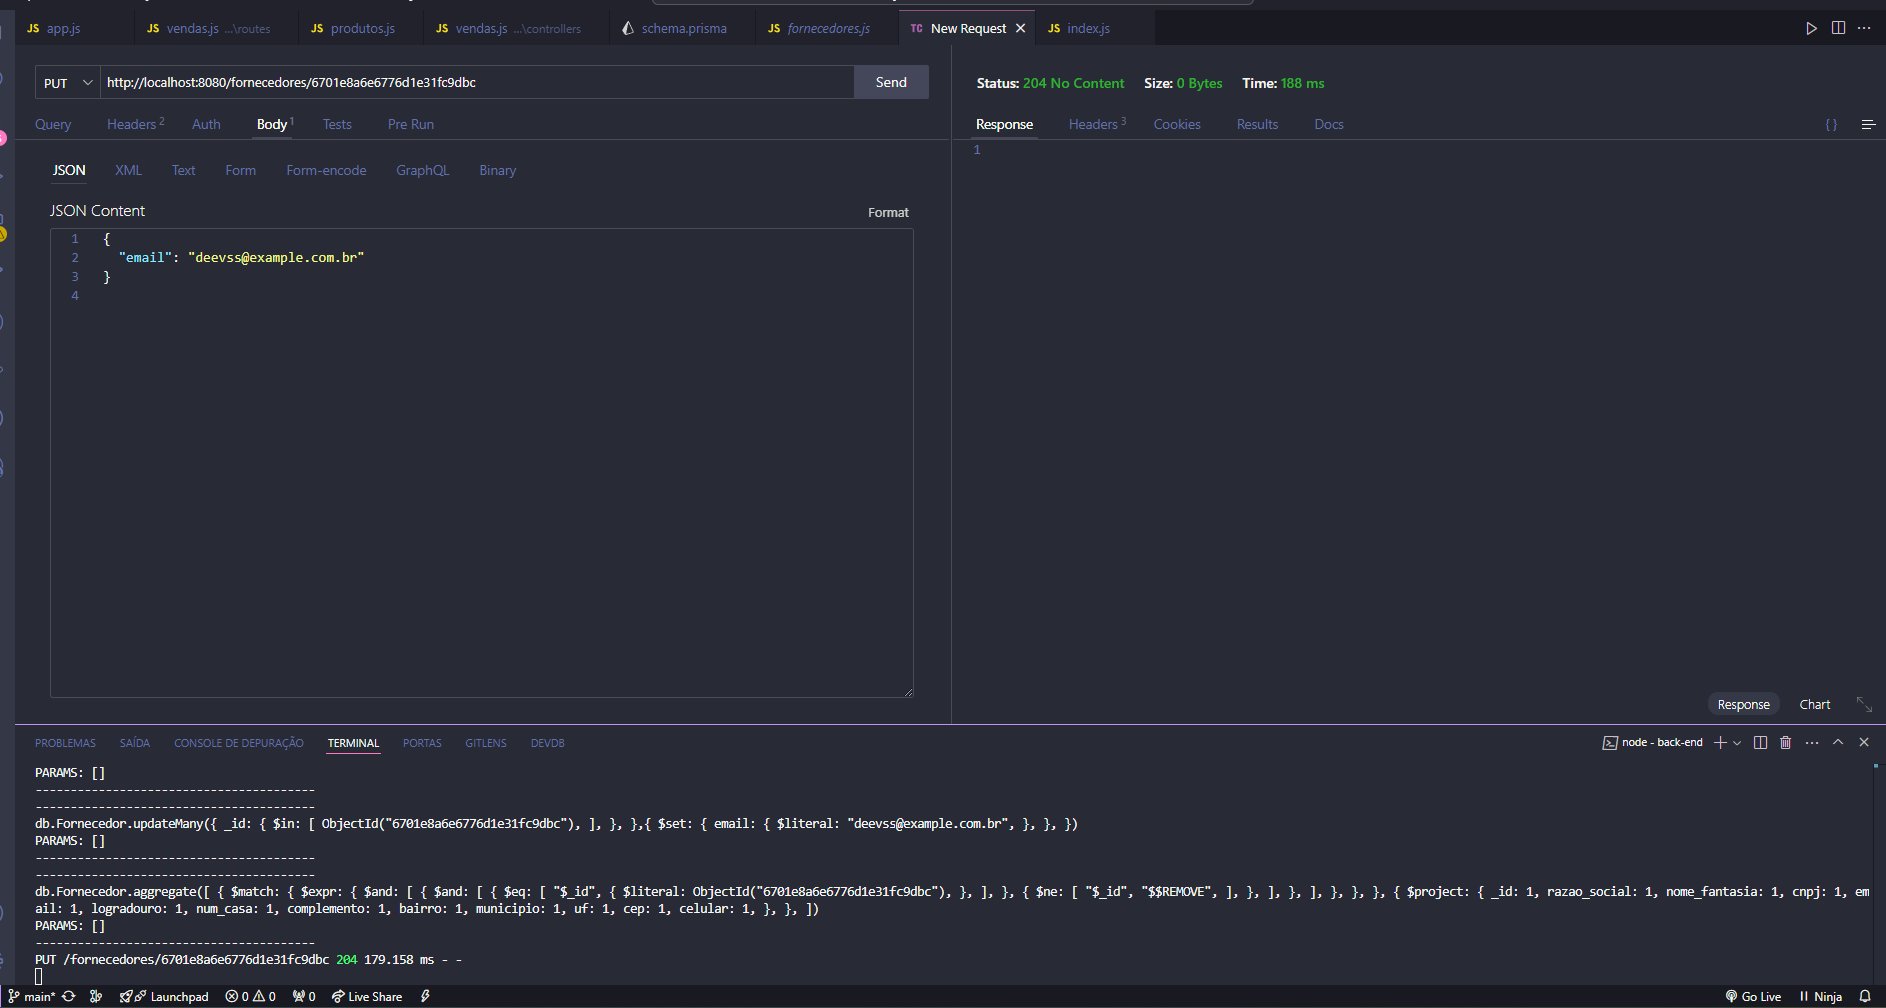 JS app.js JS vendas.js ...\routes JS produtos.js JS vendas.js ...\controllers schema.prisma JS fornecedores.js TC New Request JS index.js
PUT http://localhost:8080/fornecedores/6701e8a6e6776d1e31fc9dbc Send
Query Headers 2 Auth Body 1 Tests Pre Run
JSON XML Text Form Form-encode GraphQL Binary
JSON Content Format
1 {
2 "email": "deevss@example.com.br"
3 }
4
Status: 204 No Content Size: 0 Bytes Time: 188 ms
Response Headers 3 Cookies Results Docs { }
1
Response Chart
PROBLEMAS SAÍDA CONSOLE DE DEPURAÇÃO TERMINAL PORTAS GITLENS DEVDB node - back-end
PARAMS: []
----------------------------------------
----------------------------------------
db.Fornecedor.updateMany({ _id: { $in: [ ObjectId("6701e8a6e6776d1e31fc9dbc"), ], }, },{ $set: { email: { $literal: "deevss@example.com.br", }, }, })
PARAMS: []
----------------------------------------
----------------------------------------
db.Fornecedor.aggregate([ { $match: { $expr: { $and: [ { $and: [ { $eq: [ "$_id", { $literal: ObjectId("6701e8a6e6776d1e31fc9dbc"), }, ], }, { $ne: [ "$_id", "$$REMOVE", ], }, ], }, ], }, }, }, { $project: { _id: 1, razao_social: 1, nome_fantasia: 1, cnpj: 1, em
ail: 1, logradouro: 1, num_casa: 1, complemento: 1, bairro: 1, municipio: 1, uf: 1, cep: 1, celular: 1, }, }, ])
PARAMS: []
----------------------------------------
PUT /fornecedores/6701e8a6e6776d1e31fc9dbc 204 179.158 ms - -
main* Launchpad 0 0 0 Live Share Go Live Ninja